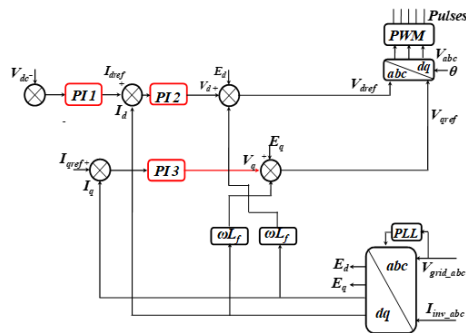 Pulses
PWM
V_abc
dq
abc
θ
V_dc-
I_dref
+
E_d
PI 1
PI 2
V_d +
V_dref
I_d
-
V_qref
E_q
I_qref+
I_q
PI 3
V_q
+
ωL_f
ωL_f
PLL
E_d
abc
V_grid_abc
E_q
dq
I_inv_abc